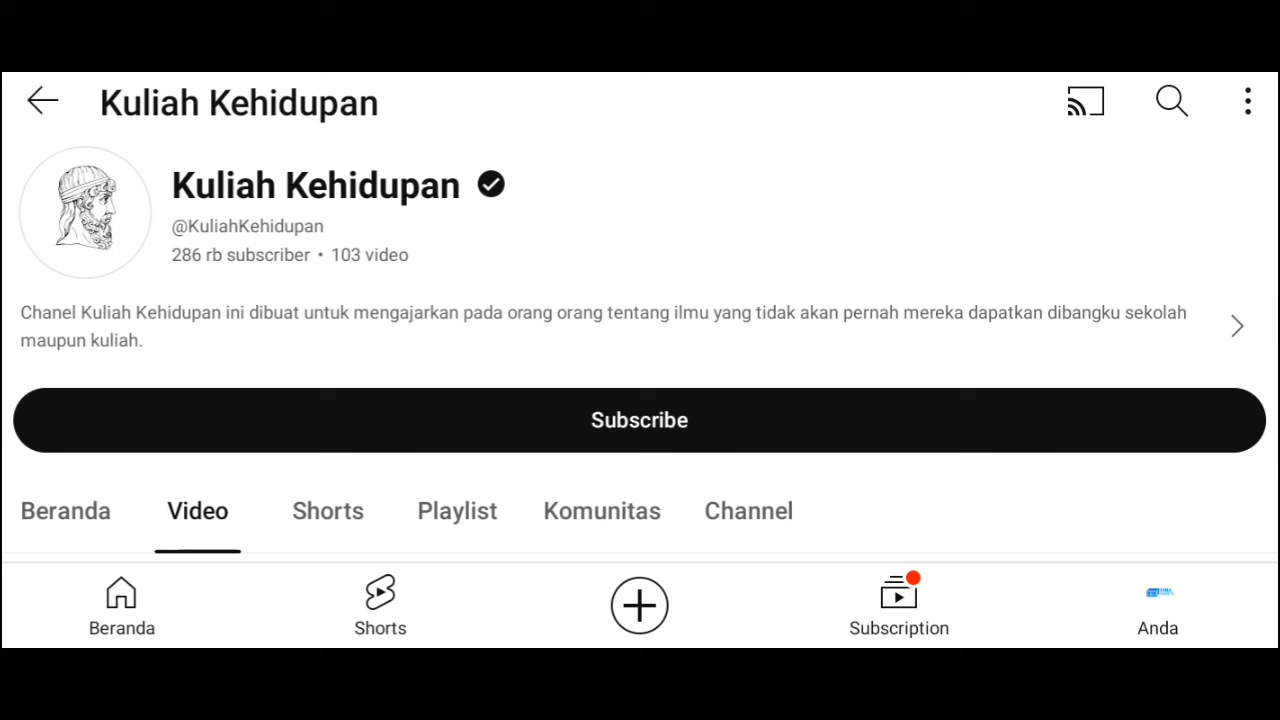 Kuliah Kehidupan
Kuliah Kehidupan
@KuliahKehidupan
286 rb subscriber • 103 video
Chanel Kuliah Kehidupan ini dibuat untuk mengajarkan pada orang orang tentang ilmu yang tidak akan pernah mereka dapatkan dibangku sekolah
maupun kuliah.
Subscribe
Beranda Video Shorts Playlist Komunitas Channel
Beranda Shorts Subscription Anda